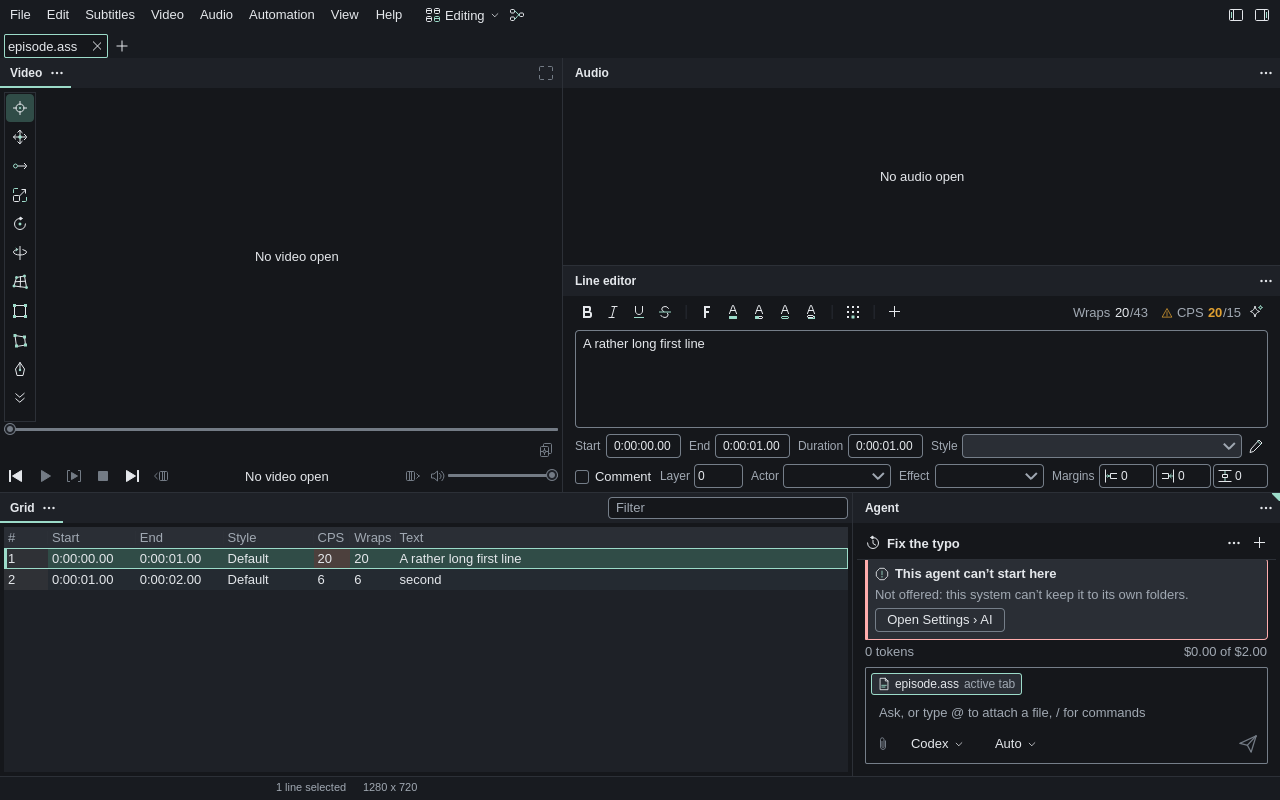 File Edit Subtitles Video Audio Automation View Help Editing
episode.ass
Video
Audio
No video open
No audio open
Line editor
B I U S F A A A A Wraps 20/43 CPS 20/15
A rather long first line
Start 0:00:00.00 End 0:00:01.00 Duration 0:00:01.00 Style
No video open
Comment Layer 0 Actor Effect Margins 0 0 0
Grid
Filter
# Start End Style CPS Wraps Text
1 0:00:00.00 0:00:01.00 Default 20 20 A rather long first line
2 0:00:01.00 0:00:02.00 Default 6 6 second
Agent
Fix the typo
This agent can’t start here
Not offered: this system can’t keep it to its own folders.
Open Settings › AI
0 tokens $0.00 of $2.00
episode.ass active tab
Ask, or type @ to attach a file, / for commands
Codex Auto
1 line selected 1280 x 720